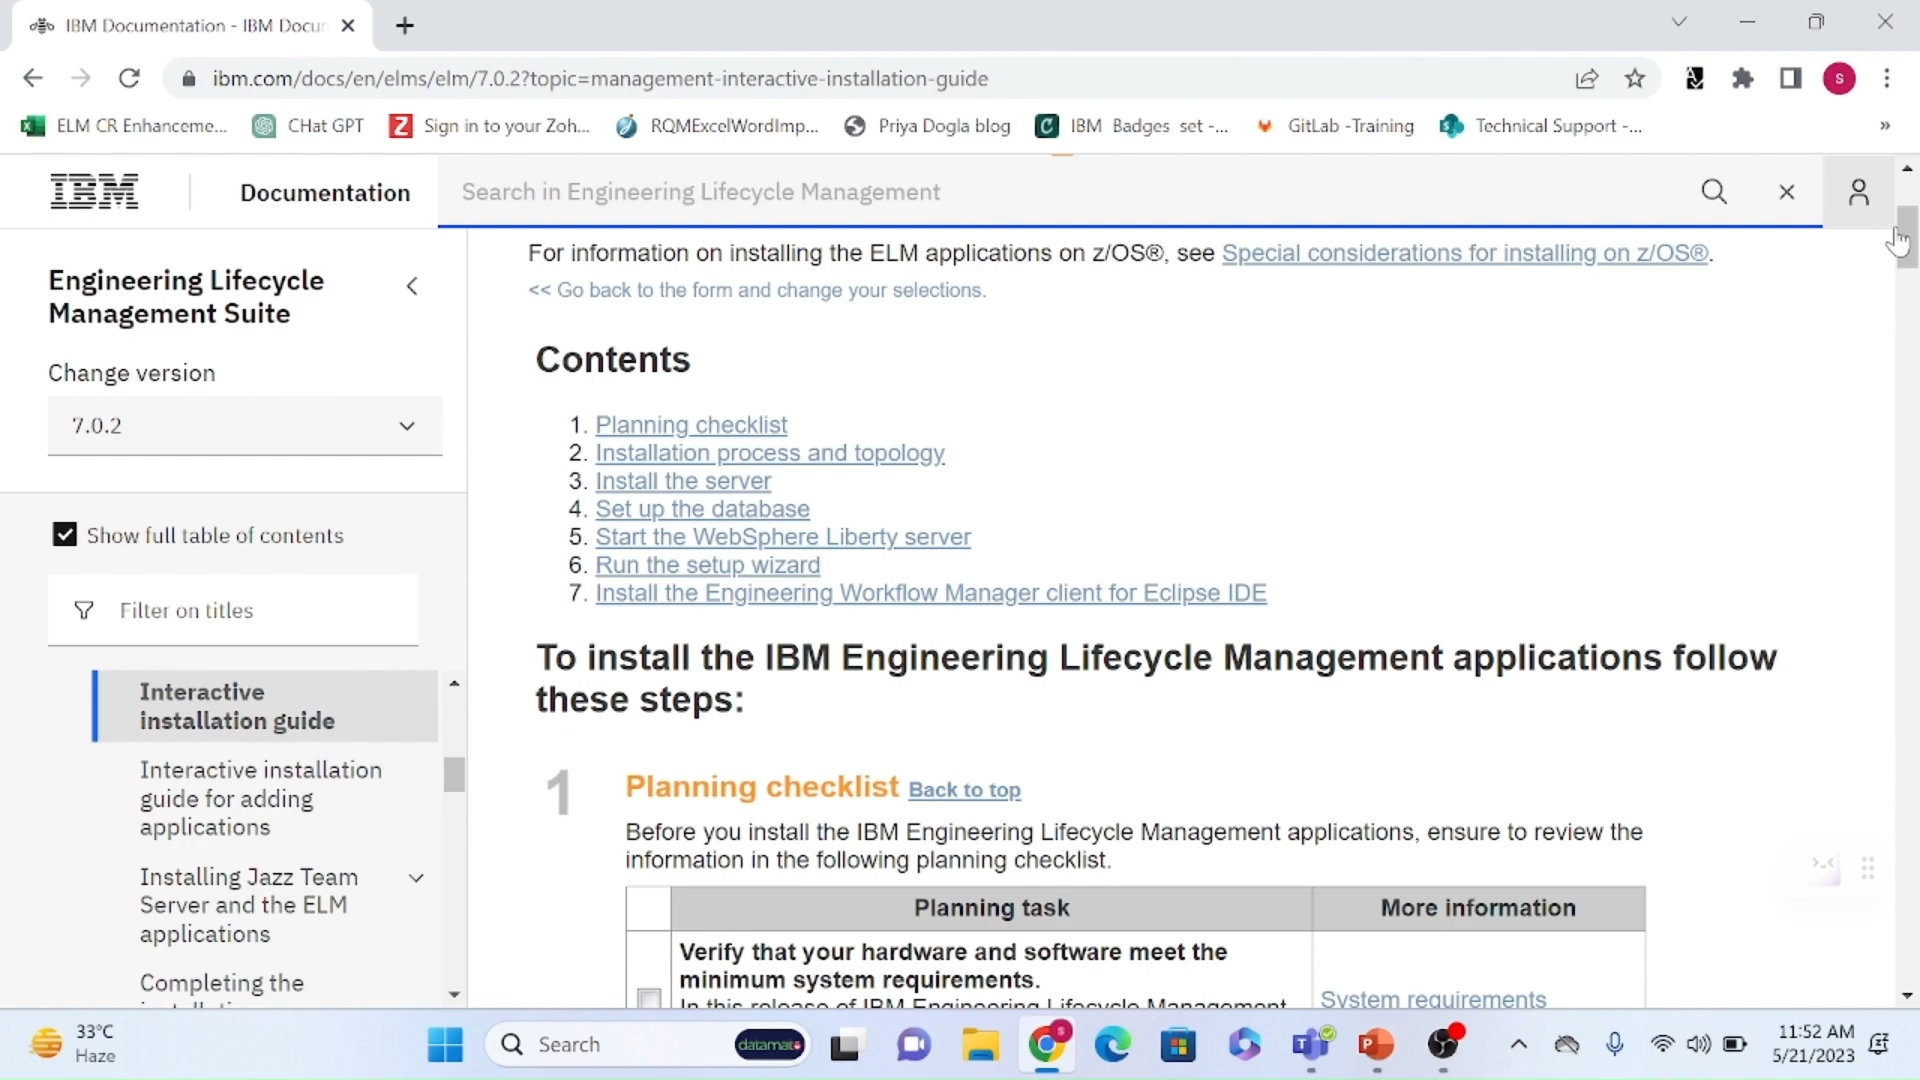 IBM Documentation - IBM Docu
ibm.com/docs/en/elms/elm/7.0.2?topic=management-interactive-installation-guide
S
ELM CR Enhanceme...
CHat GPT
Sign in to your Zoh...
RQMExcelWordImp...
Priya Dogla blog
IBM Badges set -...
GitLab -Training
Technical Support -...
»
IBM
Documentation
Search in Engineering Lifecycle Management
Engineering Lifecycle
Management Suite
Change version
7.0.2
Show full table of contents
Filter on titles
Interactive
installation guide
Interactive installation
guide for adding
applications
Installing Jazz Team
Server and the ELM
applications
Completing the
For information on installing the ELM applications on z/OS®, see Special considerations for installing on z/OS®.
<< Go back to the form and change your selections.
Contents
1. Planning checklist
2. Installation process and topology
3. Install the server
4. Set up the database
5. Start the WebSphere Liberty server
6. Run the setup wizard
7. Install the Engineering Workflow Manager client for Eclipse IDE
To install the IBM Engineering Lifecycle Management applications follow
these steps:
1
Planning checklist Back to top
Before you install the IBM Engineering Lifecycle Management applications, ensure to review the
information in the following planning checklist.
Planning task
More information
Verify that your hardware and software meet the
minimum system requirements.
In this release of IBM Engineering Lifecycle Management
System requirements
33°C
Haze
Search
datamato
11:52 AM
5/21/2023